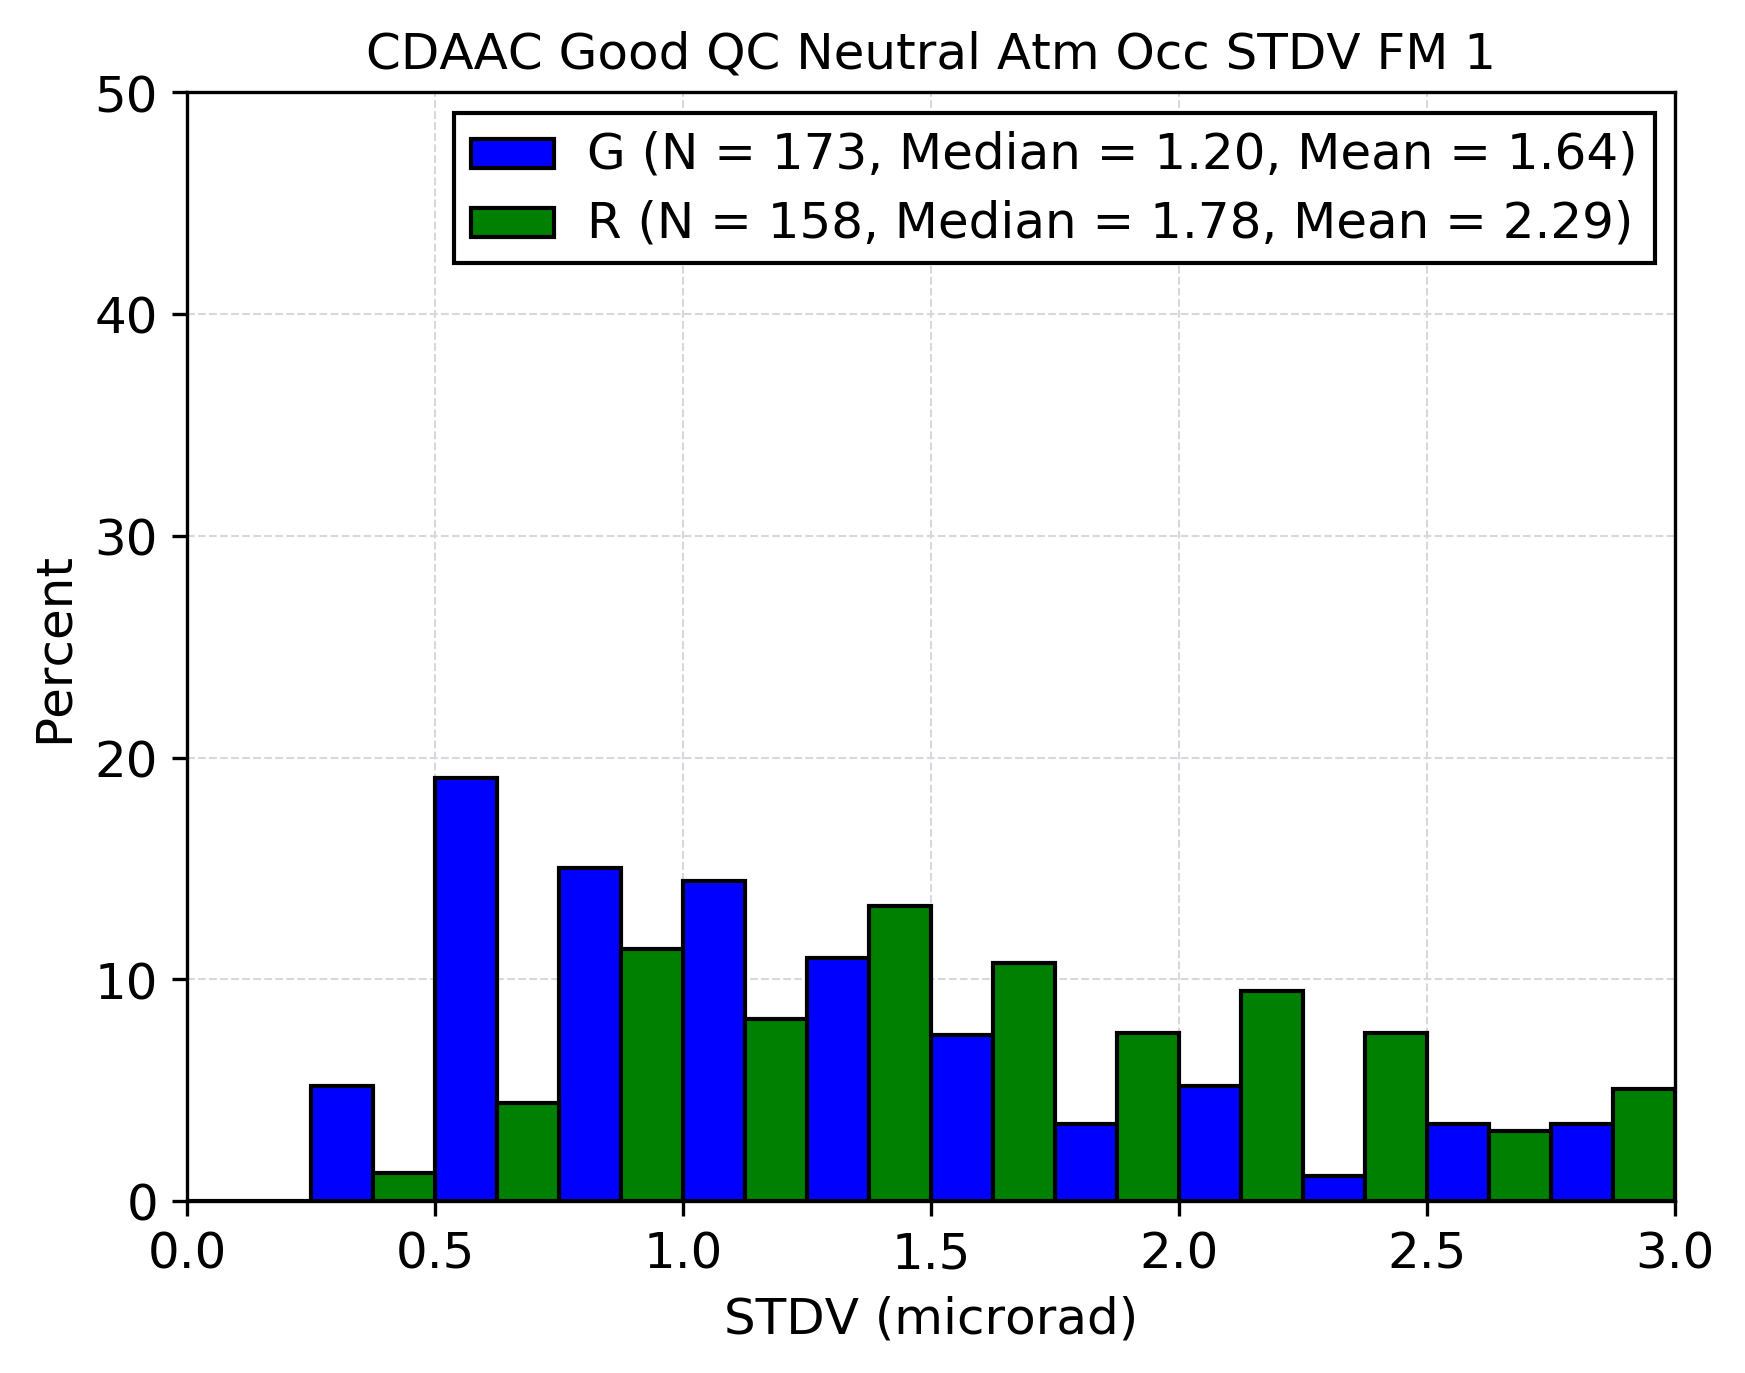 CDAAC Good QC Neutral Atm Occ STDV FM 1
50
G (N = 173, Median = 1.20, Mean = 1.64)
R (N = 158, Median = 1.78, Mean = 2.29)
40
30
Percent
20
10
0
0.0 0.5 1.0 1.5 2.0 2.5 3.0
STDV (microrad)